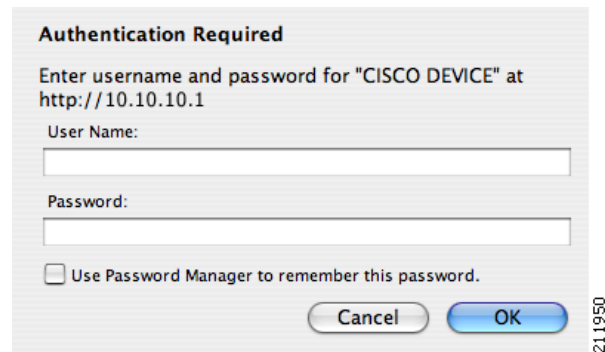 Authentication Required
Enter username and password for "CISCO DEVICE" at
http://10.10.10.1
User Name:
Password:
Use Password Manager to remember this password.
Cancel
OK
211950